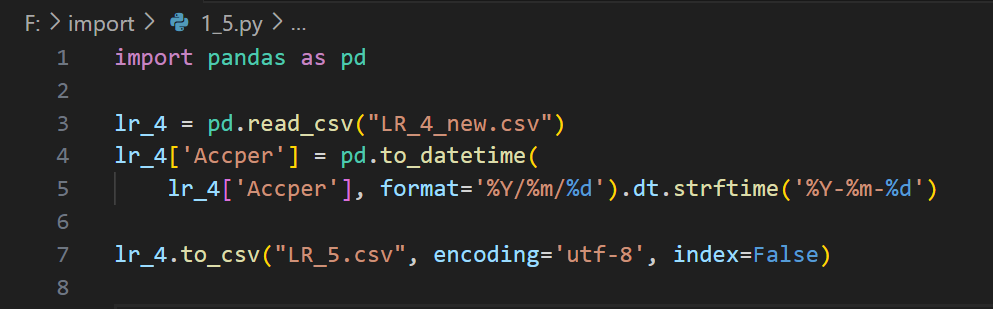 F: > import > 1_5.py > ...
1 import pandas as pd
2
3 lr_4 = pd.read_csv("LR_4_new.csv")
4 lr_4['Accper'] = pd.to_datetime(
5     lr_4['Accper'], format='%Y/%m/%d').dt.strftime('%Y-%m-%d')
6
7 lr_4.to_csv("LR_5.csv", encoding='utf-8', index=False)
8